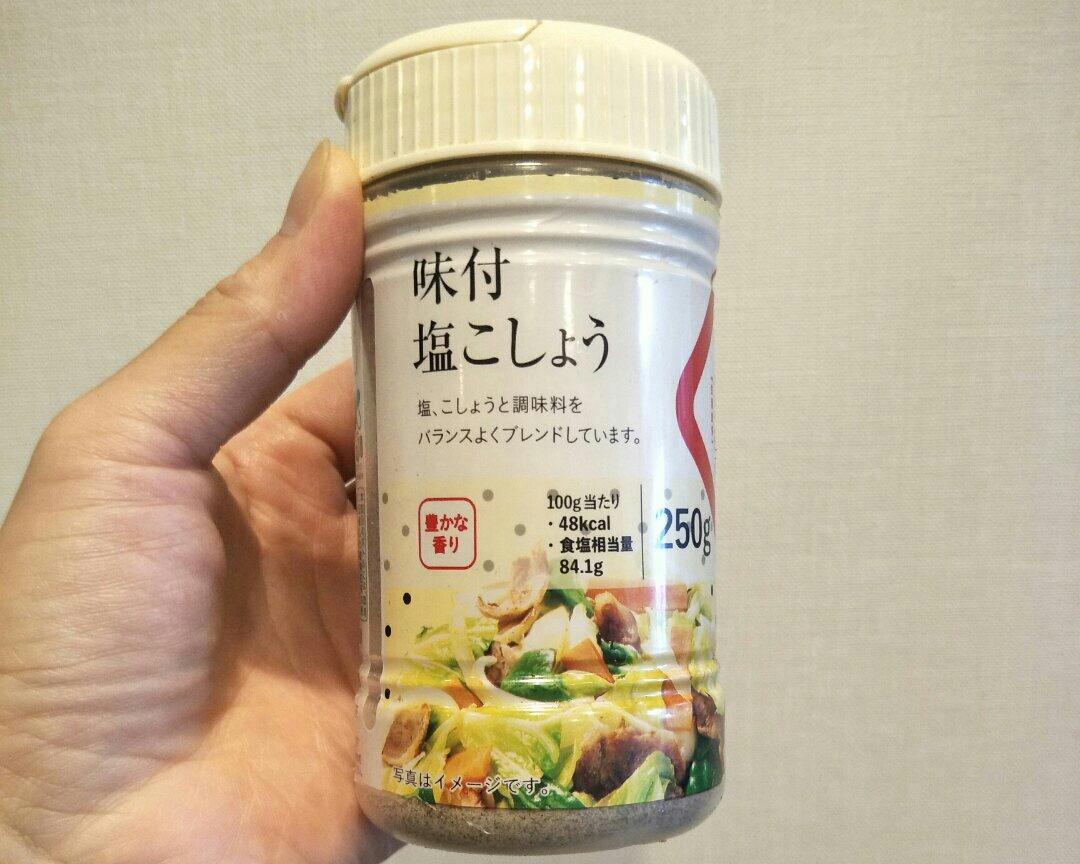 味付
塩こしょう
塩、こしょうと調味料を
バランスよくブレンドしています。
豊かな
香り
100g当たり
・48kcal
・食塩相当量
84.1g
250g
写真はイメージです。